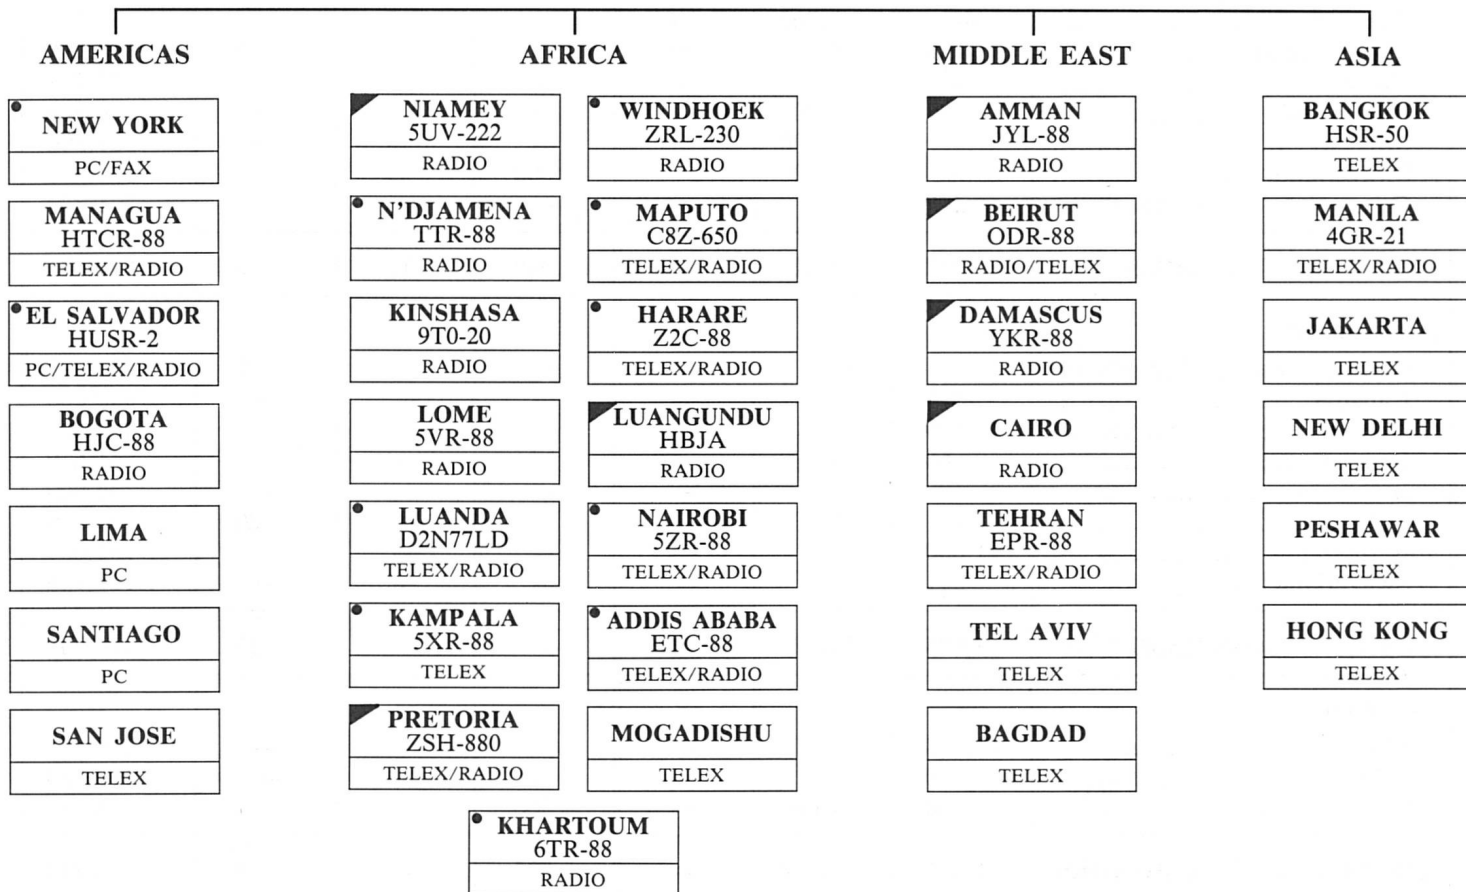 AMERICAS
NEW YORK
PC/FAX
MANAGUA
HTCR-88
TELEX/RADIO
EL SALVADOR
HUSR-2
PC/TELEX/RADIO
BOGOTA
HJC-88
RADIO
LIMA
PC
SANTIAGO
PC
SAN JOSE
TELEX
AFRICA
NIAMEY
5UV-222
RADIO
N'DJAMENA
TTR-88
RADIO
KINSHASA
9T0-20
RADIO
LOME
5VR-88
RADIO
LUANDA
D2N77LD
TELEX/RADIO
KAMPALA
5XR-88
TELEX
PRETORIA
ZSH-880
TELEX/RADIO
WINDHOEK
ZRL-230
RADIO
MAPUTO
C8Z-650
TELEX/RADIO
HARARE
Z2C-88
TELEX/RADIO
LUANGUNDU
HBJA
RADIO
NAIROBI
5ZR-88
TELEX/RADIO
ADDIS ABABA
ETC-88
TELEX/RADIO
MOGADISHU
TELEX
KHARTOUM
6TR-88
RADIO
MIDDLE EAST
AMMAN
JYL-88
RADIO
BEIRUT
ODR-88
RADIO/TELEX
DAMASCUS
YKR-88
RADIO
CAIRO
RADIO
TEHRAN
EPR-88
TELEX/RADIO
TEL AVIV
TELEX
BAGDAD
TELEX
ASIA
BANGKOK
HSR-50
TELEX
MANILA
4GR-21
TELEX/RADIO
JAKARTA
TELEX
NEW DELHI
TELEX
PESHAWAR
TELEX
HONG KONG
TELEX